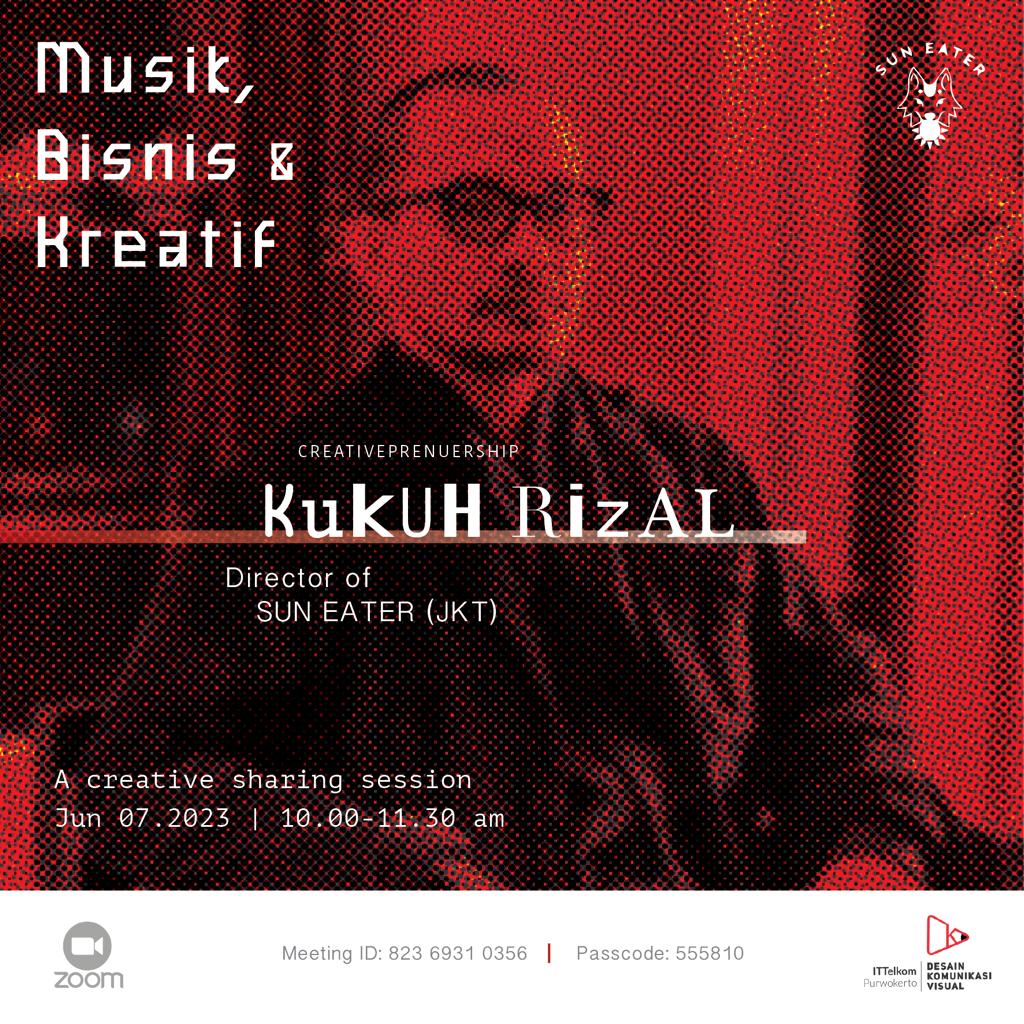 Musik,
Bisnis &
Kreatif
SUN EATER
CREATIVEPRENUERSHIP
KukUH RizAL
Director of
SUN EATER (JKT)
A creative sharing session
Jun 07.2023 | 10.00-11.30 am
zoom
Meeting ID: 823 6931 0356 | Passcode: 555810
ITTelkom
Purwokerto
DESAIN
KOMUNIKASI
VISUAL